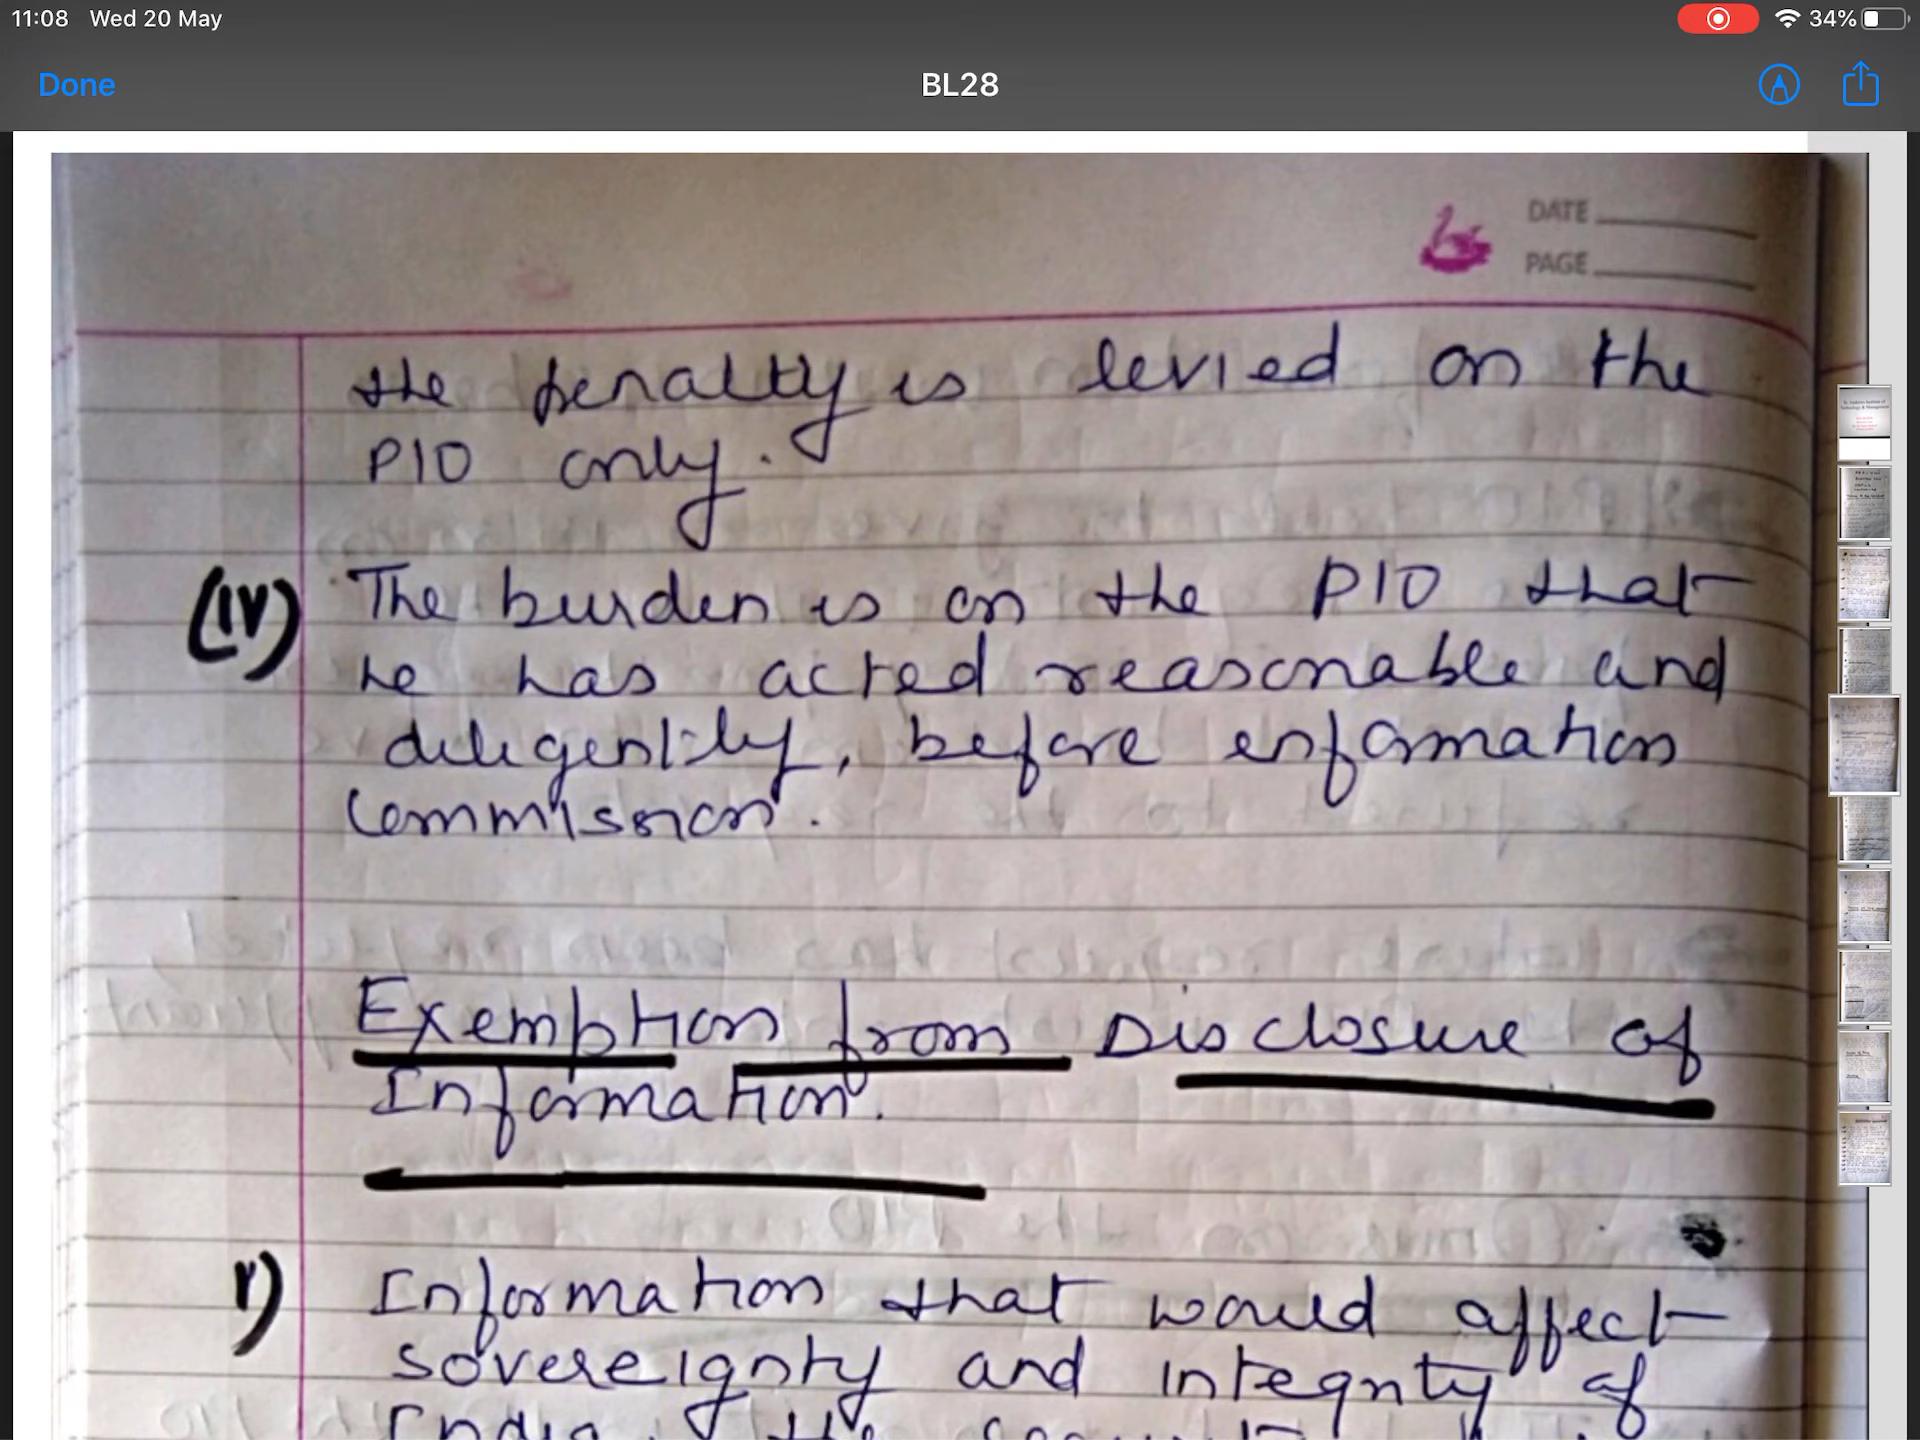 11:08 Wed 20 May
34%
Done
BL28
DATE
PAGE
the penalty is levied on the
PIO only.
(IV) The burden is on the PIO that
he has acted reasonable and
diligently, before information
Commission.
Exemption from Disclosure of
Information.
1) Information that would affect
sovereignty and integrity of
India, the